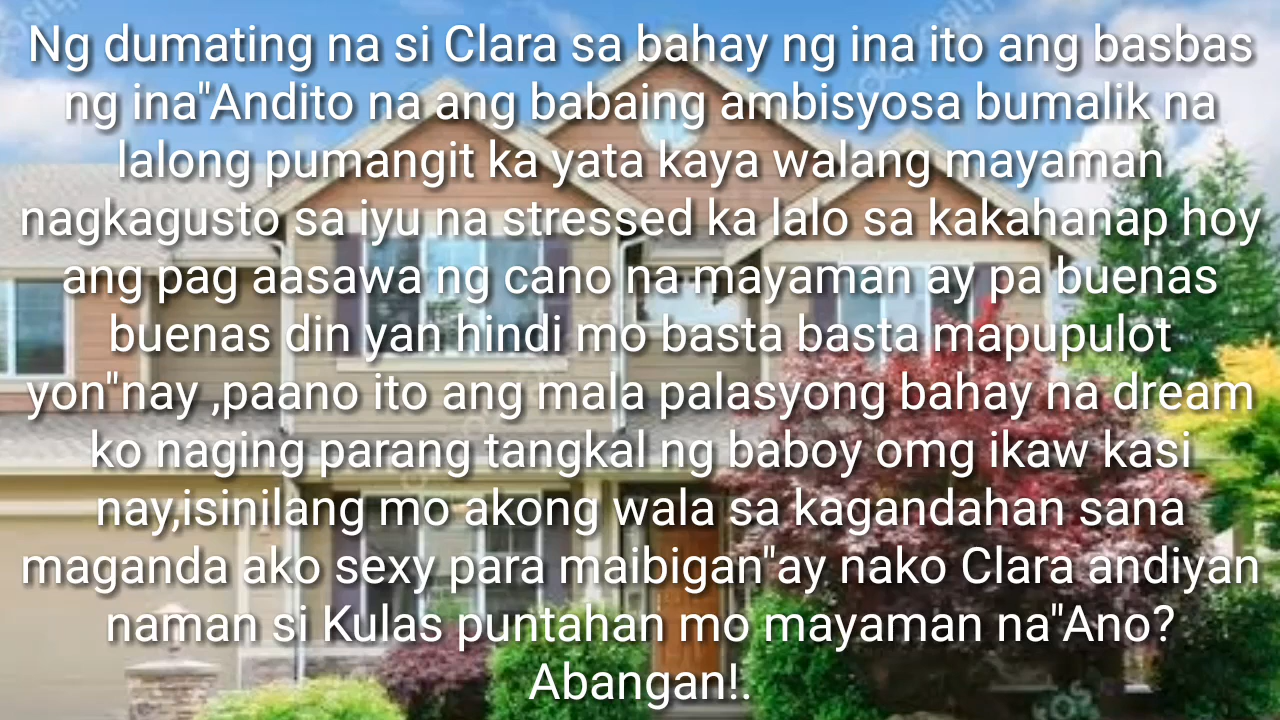 Ng dumating na si Clara sa bahay ng ina ito ang basbas
ng ina"Andito na ang babaing ambisyosa bumalik na
lalong pumangit ka yata kaya walang mayaman
nagkagusto sa iyu na stressed ka lalo sa kakahanap hoy
ang pag aasawa ng cano na mayaman ay pa buenas
buenas din yan hindi mo basta basta mapupulot
yon"nay ,paano ito ang mala palasyong bahay na dream
ko naging parang tangkal ng baboy omg ikaw kasi
nay,isinilang mo akong wala sa kagandahan sana
maganda ako sexy para maibigan"ay nako Clara andiyan
naman si Kulas puntahan mo mayaman na"Ano?
Abangan!.